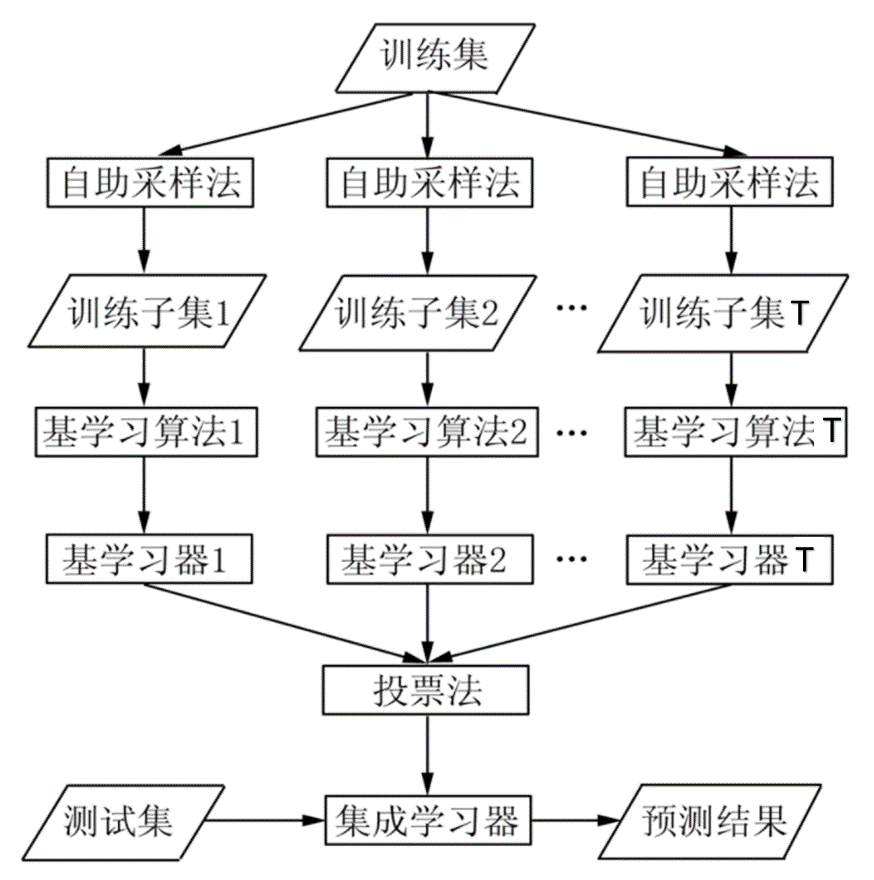 训练集
自助采样法 自助采样法 自助采样法
训练子集1 训练子集2 … 训练子集T
基学习算法1 基学习算法2 … 基学习算法T
基学习器1 基学习器2 … 基学习器T
投票法
测试集 集成学习器 预测结果